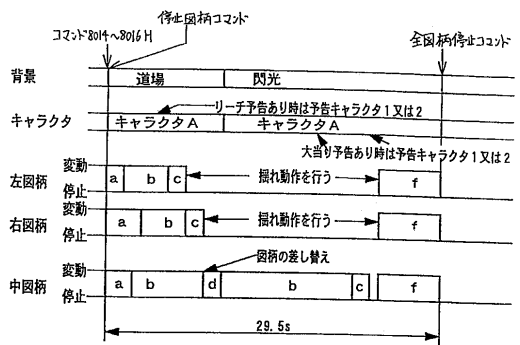 停止図柄コマンド
コマンド8014～8016H
全図柄停止コマンド
背景
道場
閃光
リーチ予告あり時は予告キャラクタ1又は2
キャラクタ
キャラクタA
キャラクタA
大当り予告あり時は予告キャラクタ1又は2
左図柄
変動
停止
a
b
c
揺れ動作を行う
f
右図柄
変動
停止
a
b
c
揺れ動作を行う
f
図柄の差し替え
中図柄
変動
停止
a
b
d
b
c
f
29.5s